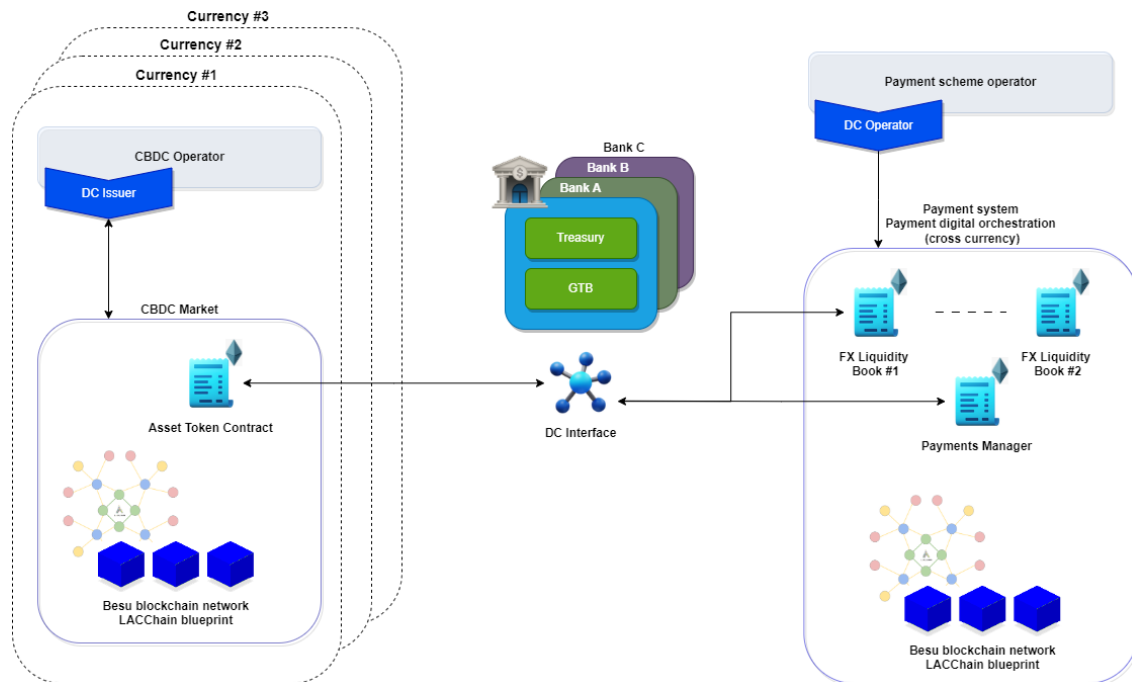 Currency #3
Currency #2
Currency #1
CBDC Operator
DC Issuer
CBDC Market
Asset Token Contract
Besu blockchain network
LACChain blueprint
Bank C
Bank B
Bank A
Treasury
GTB
DC Interface
Payment scheme operator
DC Operator
Payment system
Payment digital orchestration
(cross currency)
FX Liquidity
Book #1
FX Liquidity
Book #2
Payments Manager
Besu blockchain network
LACChain blueprint